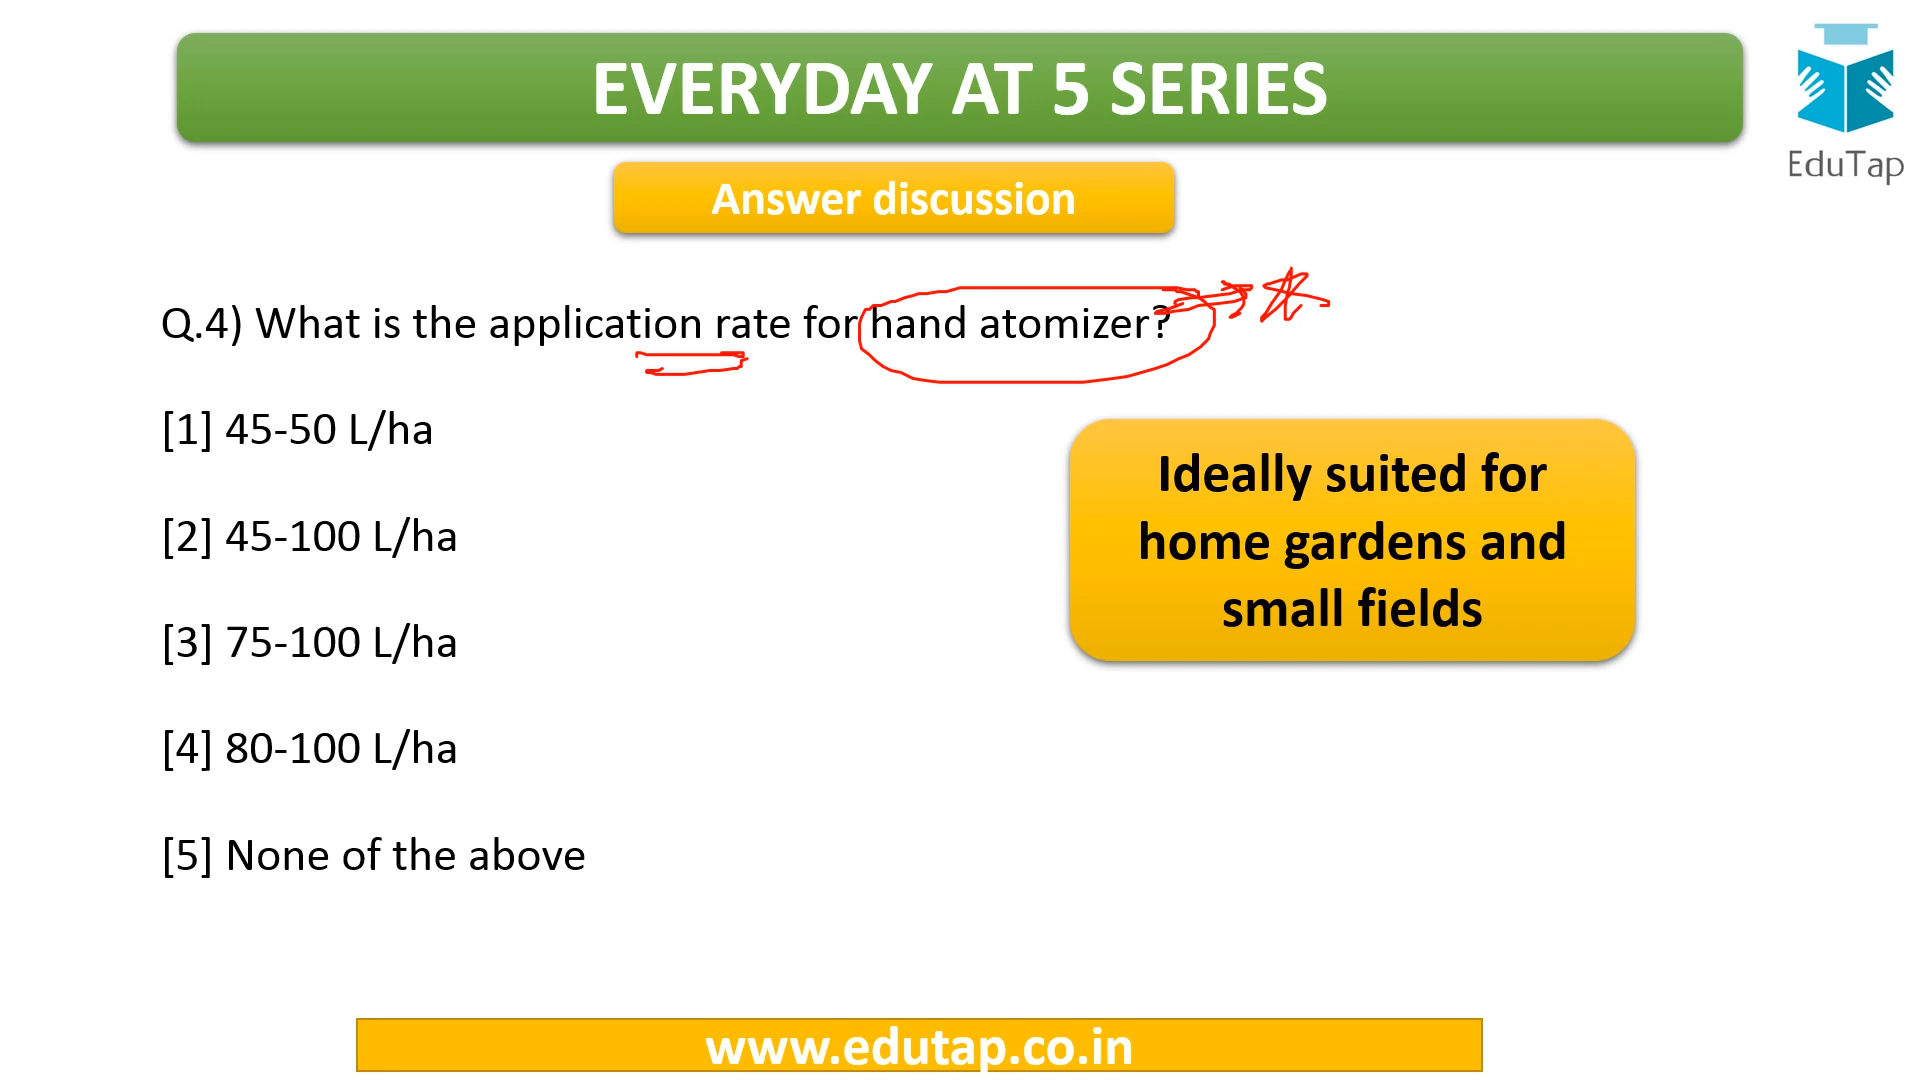 EVERYDAY AT 5 SERIES
EduTap
Answer discussion
Q.4) What is the application rate for hand atomizer?
[1] 45-50 L/ha
[2] 45-100 L/ha
[3] 75-100 L/ha
[4] 80-100 L/ha
[5] None of the above
Ideally suited for
home gardens and
small fields
www.edutap.co.in